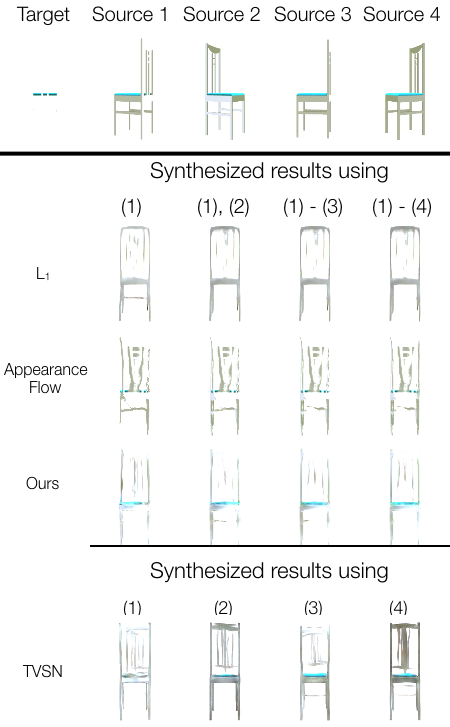 Target Source 1 Source 2 Source 3 Source 4
Synthesized results using
(1) (1), (2) (1) - (3) (1) - (4)
L₁
Appearance
Flow
Ours
Synthesized results using
(1) (2) (3) (4)
TVSN